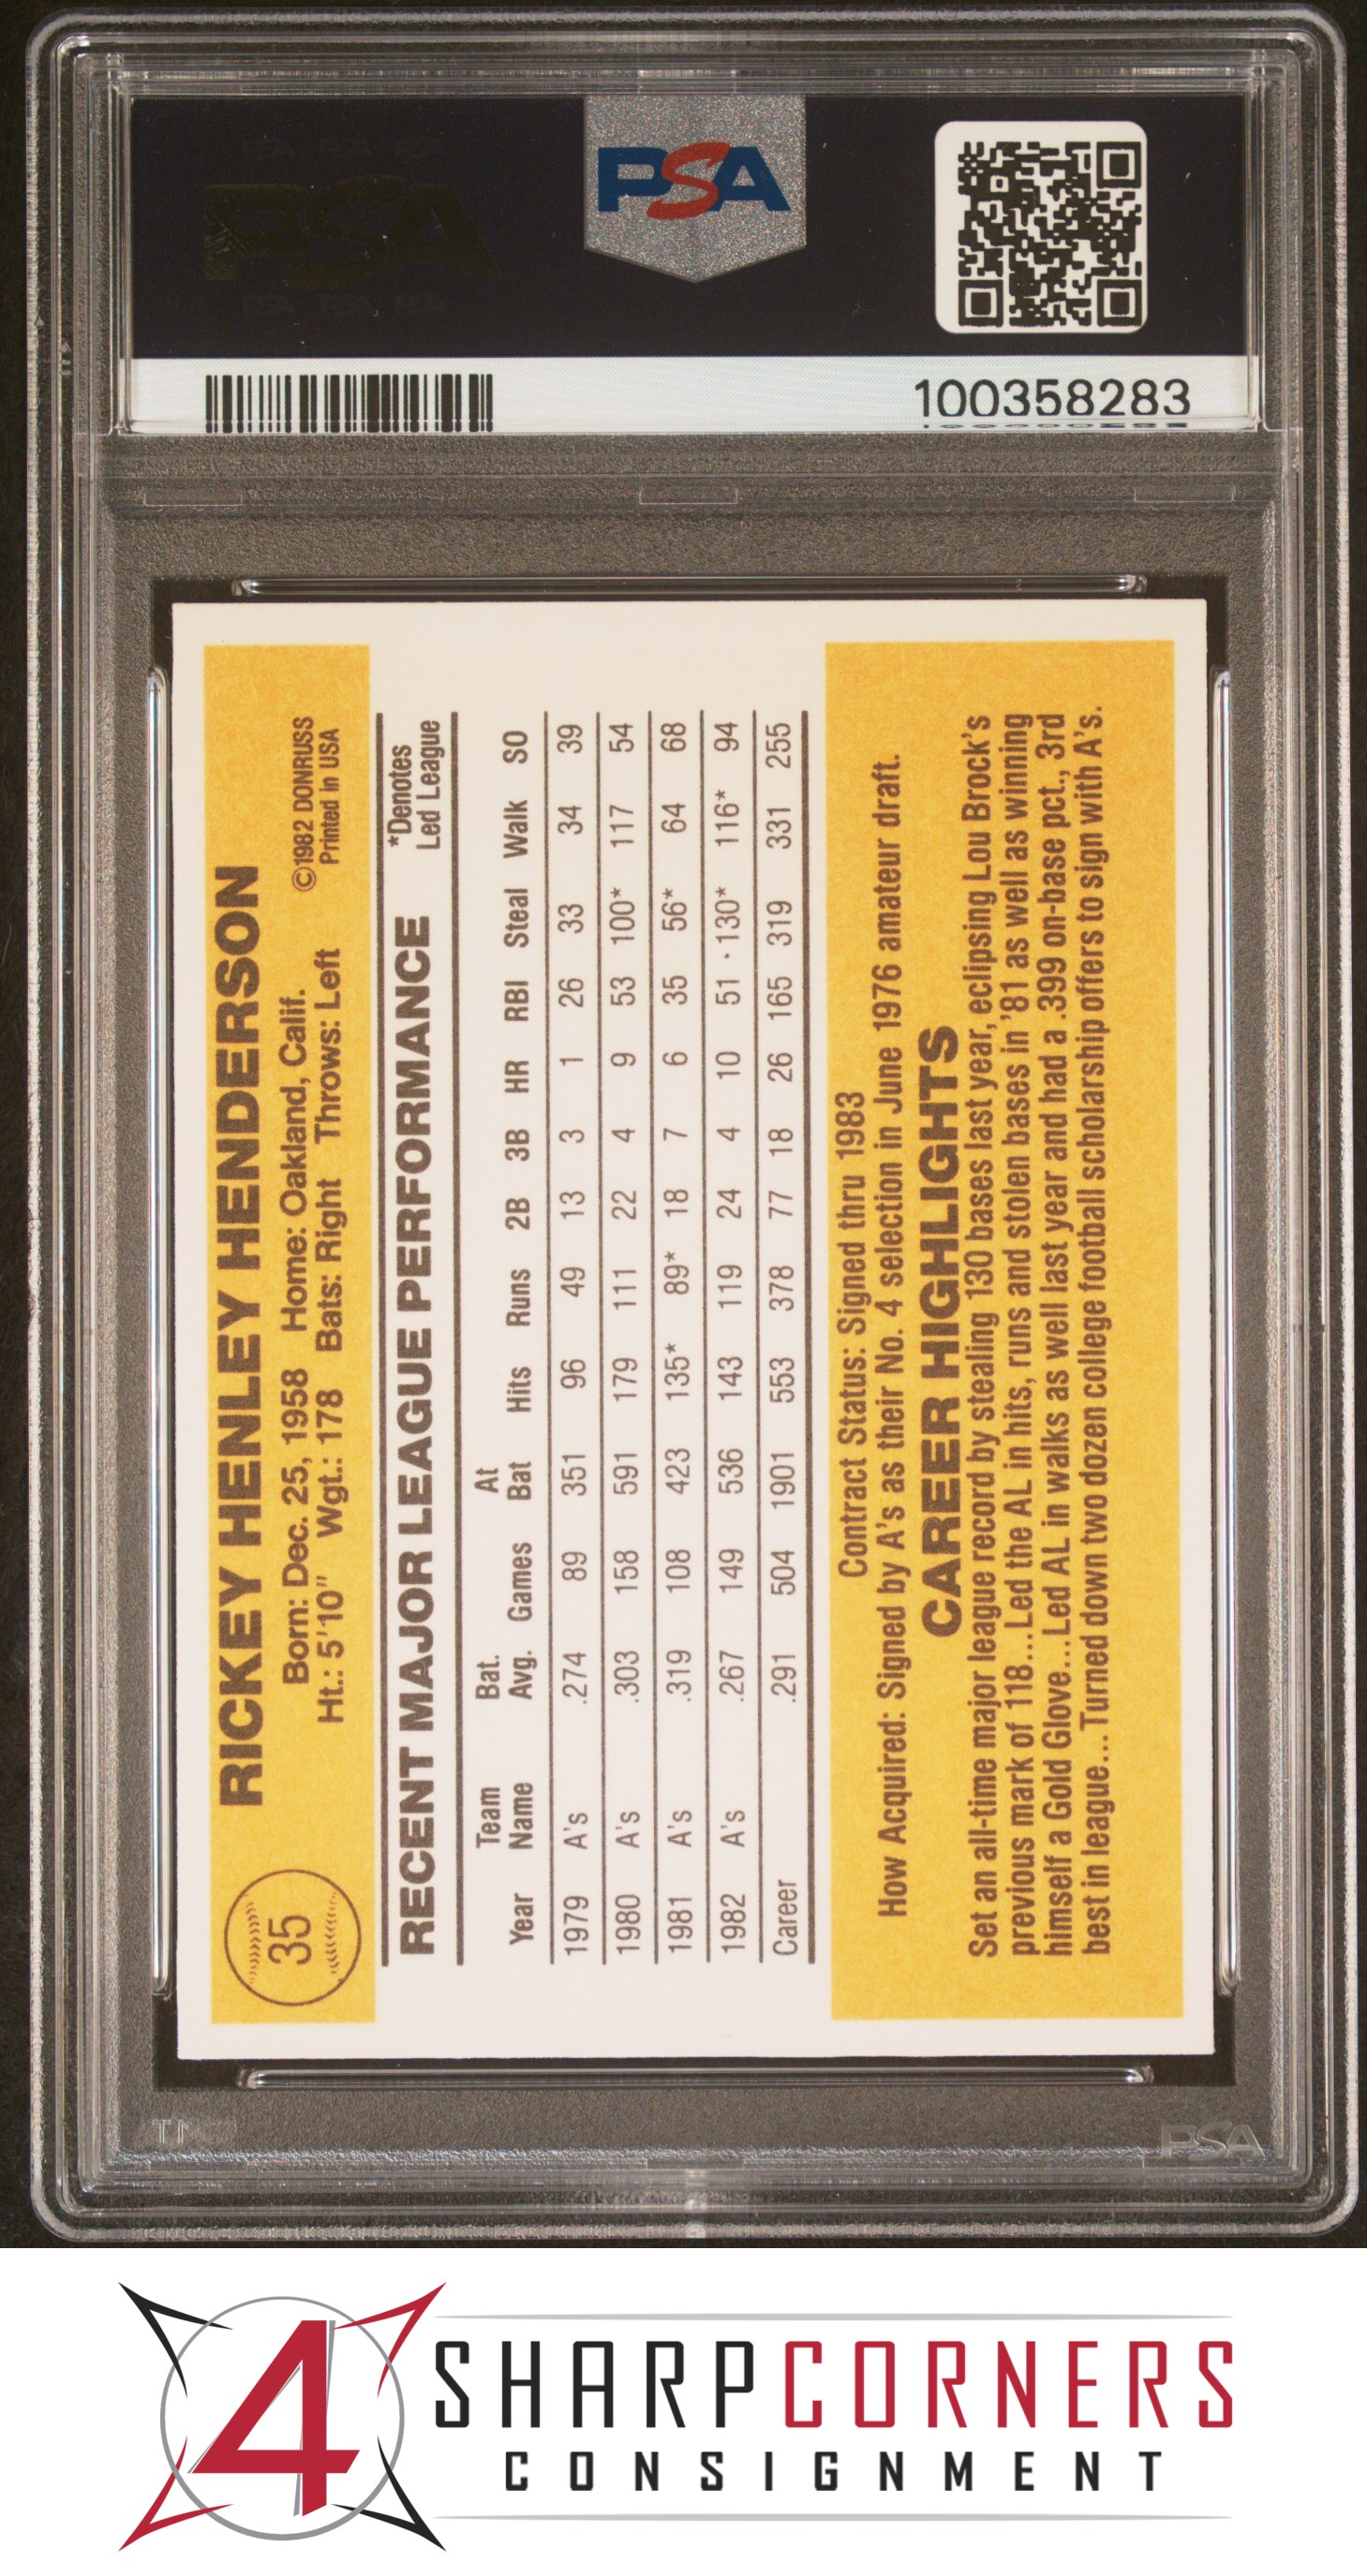 PSA
100358283
35
RICKEY HENLEY HENDERSON
Born: Dec. 25, 1958 Home: Oakland, Calif. ©1982 DONRUSS
Ht.: 5'10" Wgt.: 178 Bats: Right Throws: Left Printed in USA
RECENT MAJOR LEAGUE PERFORMANCE *Denotes
Led League
Team Bat. At
Year Name Avg. Games Bat Hits Runs 2B 3B HR RBI Steal Walk SO
1979 A's .274 89 351 96 49 13 3 1 26 33 34 39
1980 A's .303 158 591 179 111 22 4 9 53 100* 117 54
1981 A's .319 108 423 135* 89* 18 7 6 35 56* 64 68
1982 A's .267 149 536 143 119 24 4 10 51 130* 116* 94
Career .291 504 1901 553 378 77 18 26 165 319 331 255
Contract Status: Signed thru 1983
How Acquired: Signed by A's as their No. 4 selection in June 1976 amateur draft.
CAREER HIGHLIGHTS
Set an all-time major league record by stealing 130 bases last year, eclipsing Lou Brock's
previous mark of 118...Led the AL in hits, runs and stolen bases in '81 as well as winning
himself a Gold Glove...Led AL in walks as well last year and had a .399 on-base pct., 3rd
best in league... Turned down two dozen college football scholarship offers to sign with A's.
PSA
4 SHARPCORNERS
CONSIGNMENT